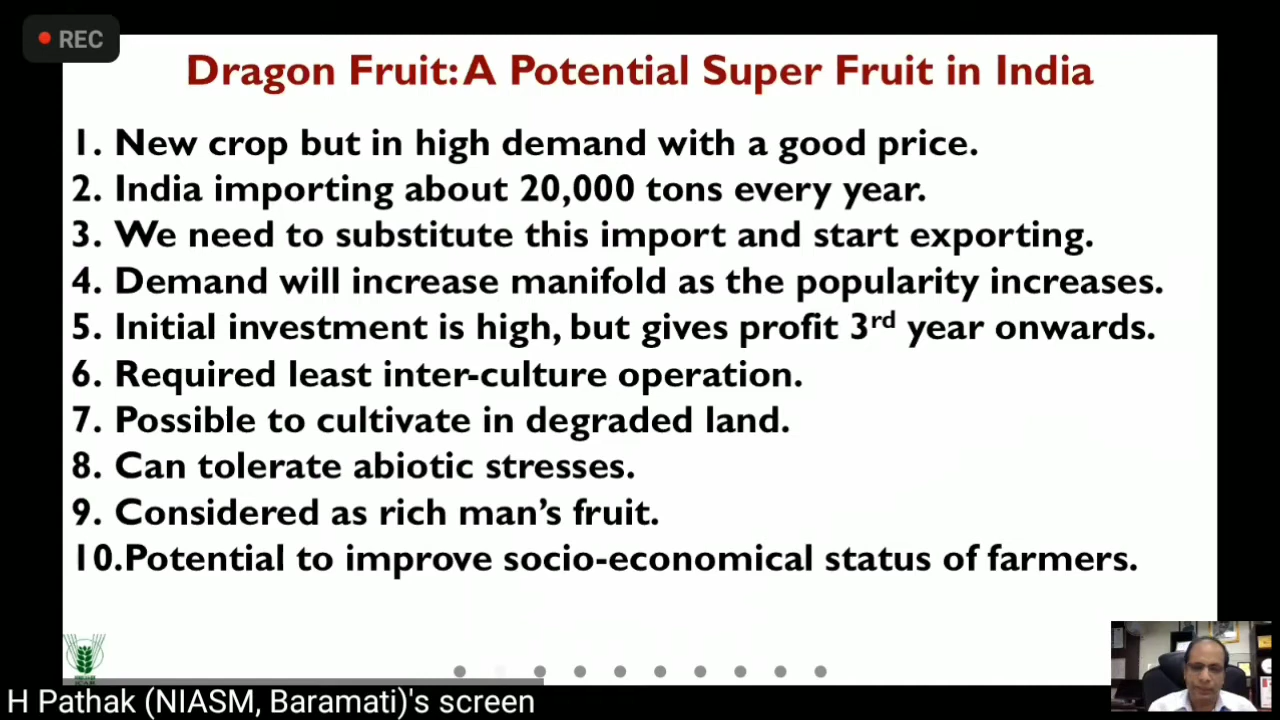 REC
Dragon Fruit: A Potential Super Fruit in India
1. New crop but in high demand with a good price.
2. India importing about 20,000 tons every year.
3. We need to substitute this import and start exporting.
4. Demand will increase manifold as the popularity increases.
5. Initial investment is high, but gives profit 3rd year onwards.
6. Required least inter-culture operation.
7. Possible to cultivate in degraded land.
8. Can tolerate abiotic stresses.
9. Considered as rich man's fruit.
10.Potential to improve socio-economical status of farmers.
H Pathak (NIASM, Baramati)'s screen